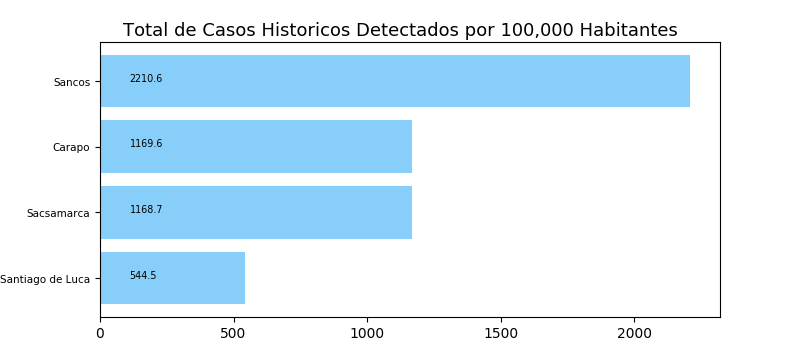 Total de Casos Historicos Detectados por 100,000 Habitantes
Sancos 2210.6
Carapo 1169.6
Sacsamarca 1168.7
Santiago de Luca 544.5
0 500 1000 1500 2000